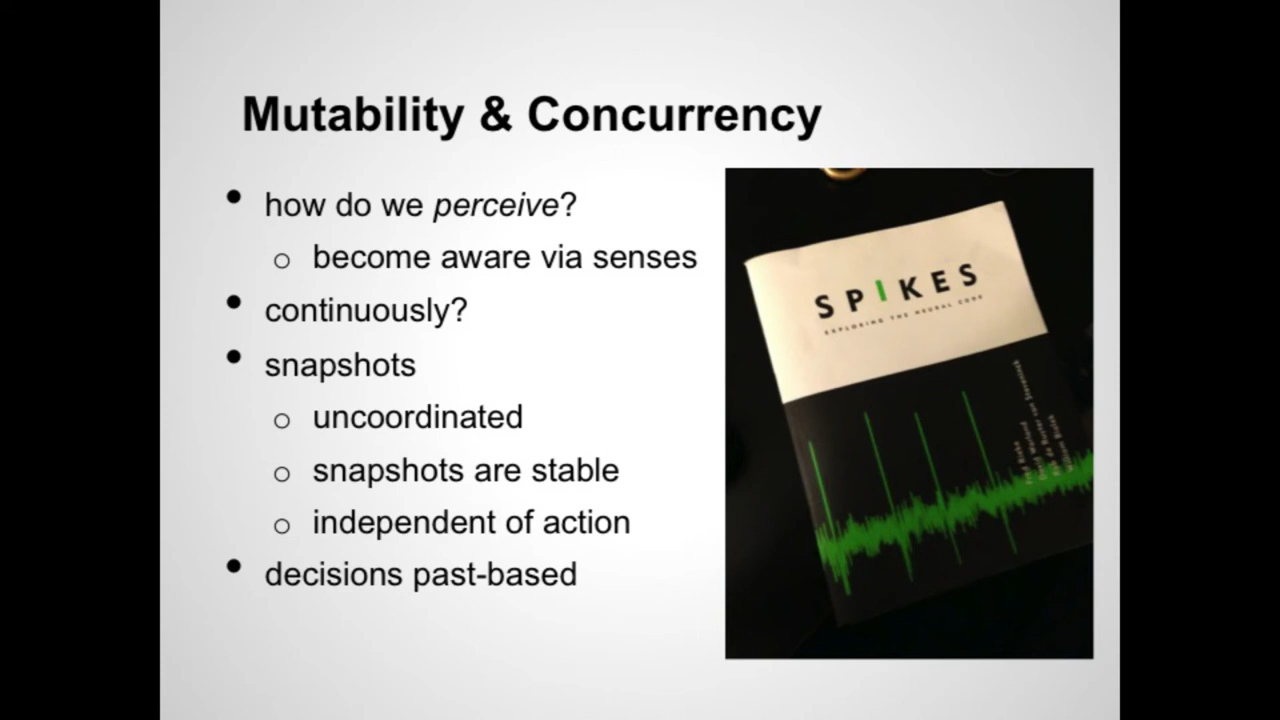 Mutability & Concurrency
• how do we perceive?
o become aware via senses
• continuously?
• snapshots
o uncoordinated
o snapshots are stable
o independent of action
• decisions past-based
SPIKES
EXPLORING THE NEURAL CODE